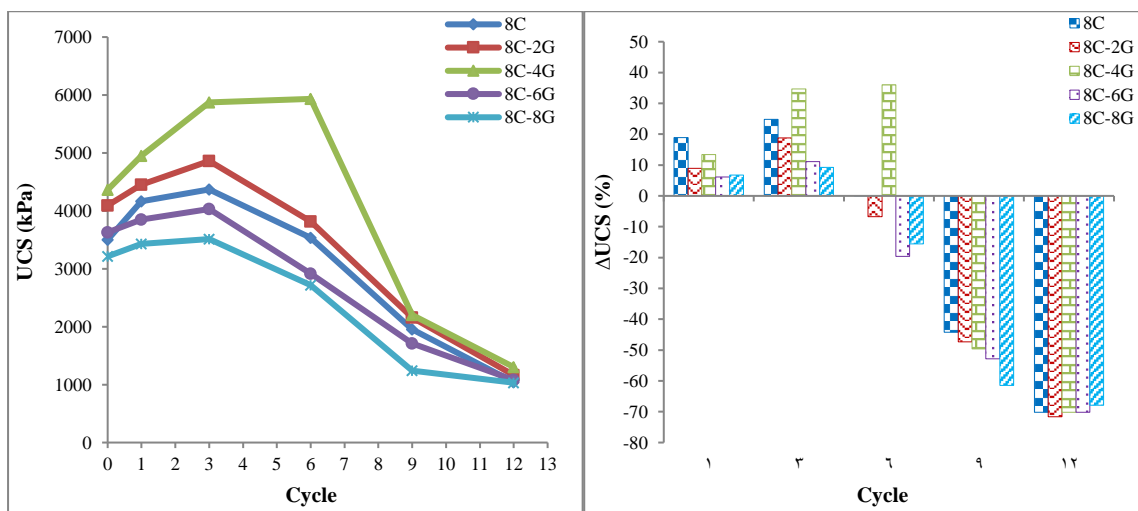 8C
8C-2G
8C-4G
8C-6G
8C-8G
7000
6000
5000
4000
3000
2000
1000
0
UCS (kPa)
0 1 2 3 4 5 6 7 8 9 10 11 12 13
Cycle
8C
8C-2G
8C-4G
8C-6G
8C-8G
50
40
30
20
10
0
-10
-20
-30
-40
-50
-60
-70
-80
ΔUCS (%)
١ ٣ ٦ ٩ ١٢
Cycle